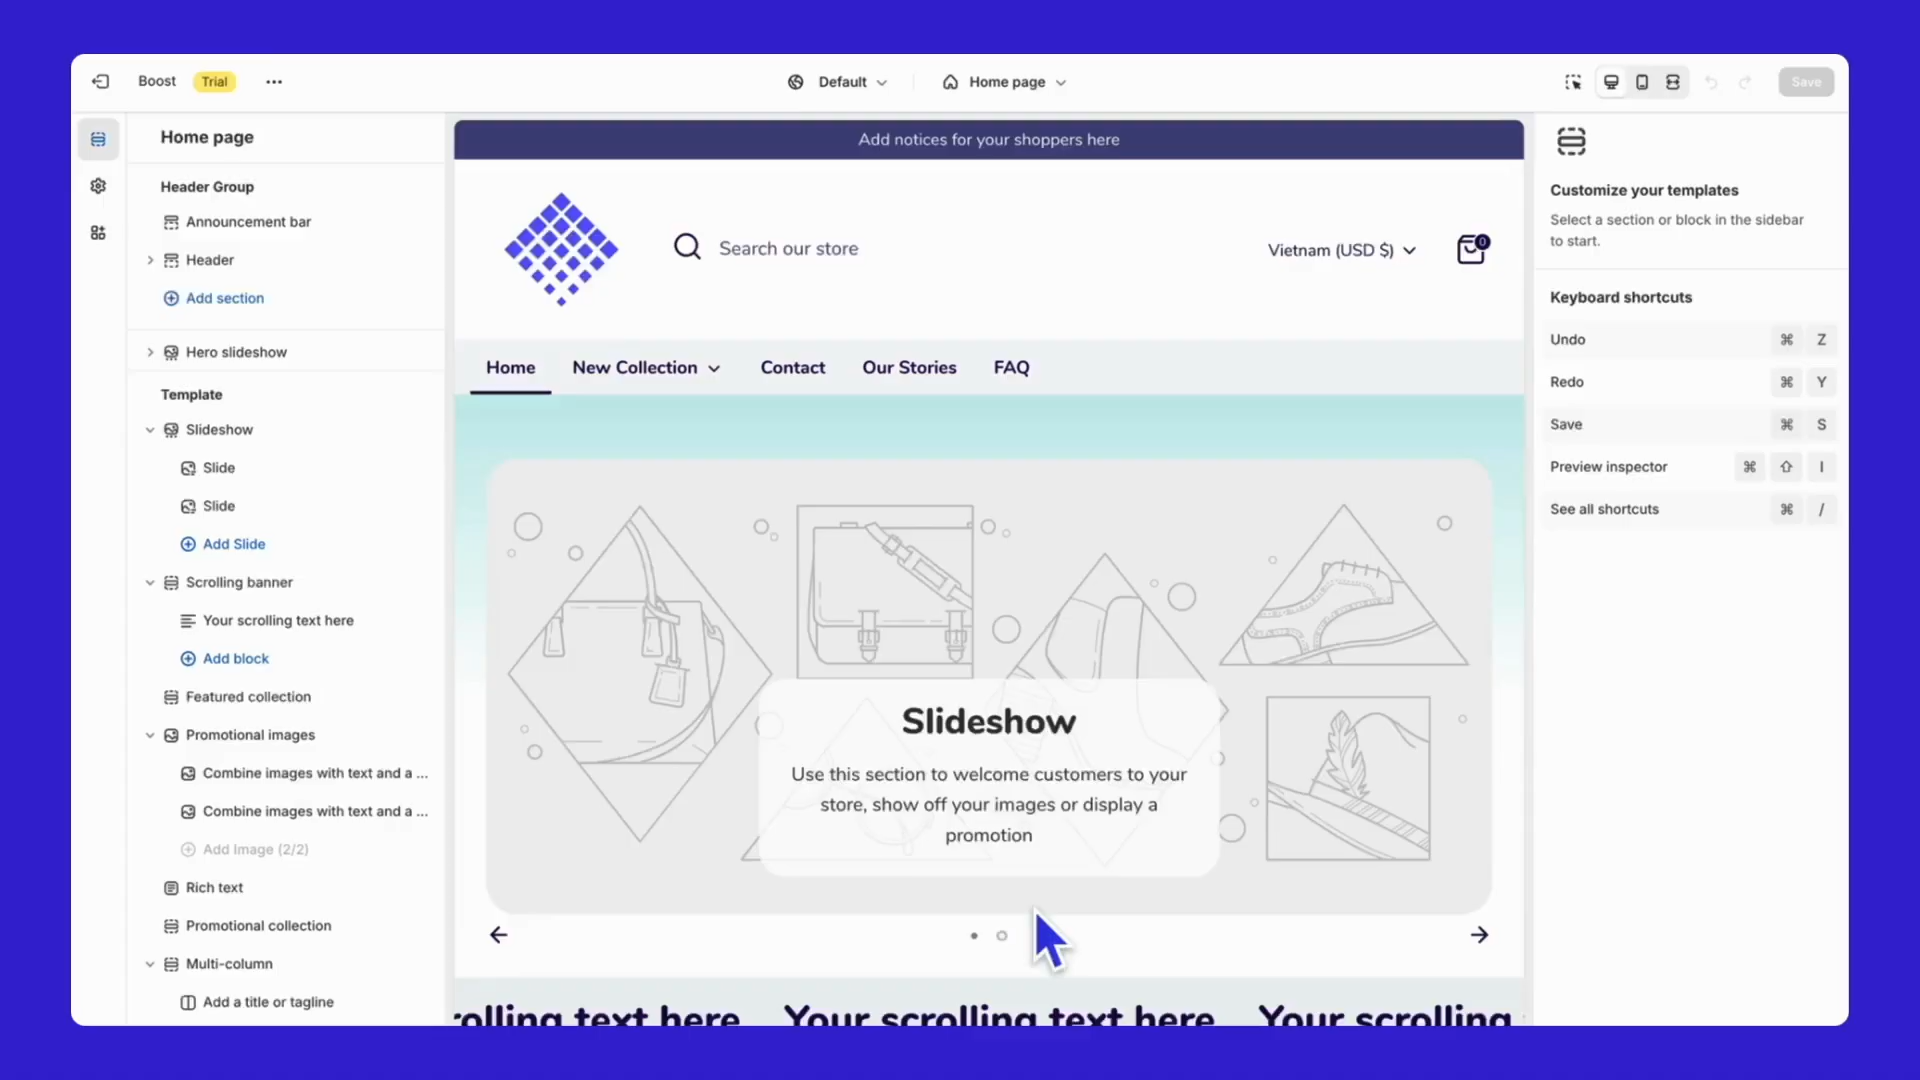 Boost Trial
Default
Home page
Save
Home page
Header Group
Announcement bar
Header
Add section
Hero slideshow
Template
Slideshow
Slide
Slide
Add Slide
Scrolling banner
Your scrolling text here
Add block
Featured collection
Promotional images
Combine images with text and a ...
Combine images with text and a ...
Add Image (2/2)
Rich text
Promotional collection
Multi-column
Add a title or tagline
Add notices for your shoppers here
Search our store
Vietnam (USD $)
0
Home New Collection Contact Our Stories FAQ
Slideshow
Use this section to welcome customers to your
store, show off your images or display a
promotion
rolling text here Your scrolling text here Your scrolling
Customize your templates
Select a section or block in the sidebar
to start.
Keyboard shortcuts
Undo ⌘ Z
Redo ⌘ Y
Save ⌘ S
Preview inspector ⌘ ⇧ I
See all shortcuts ⌘ /